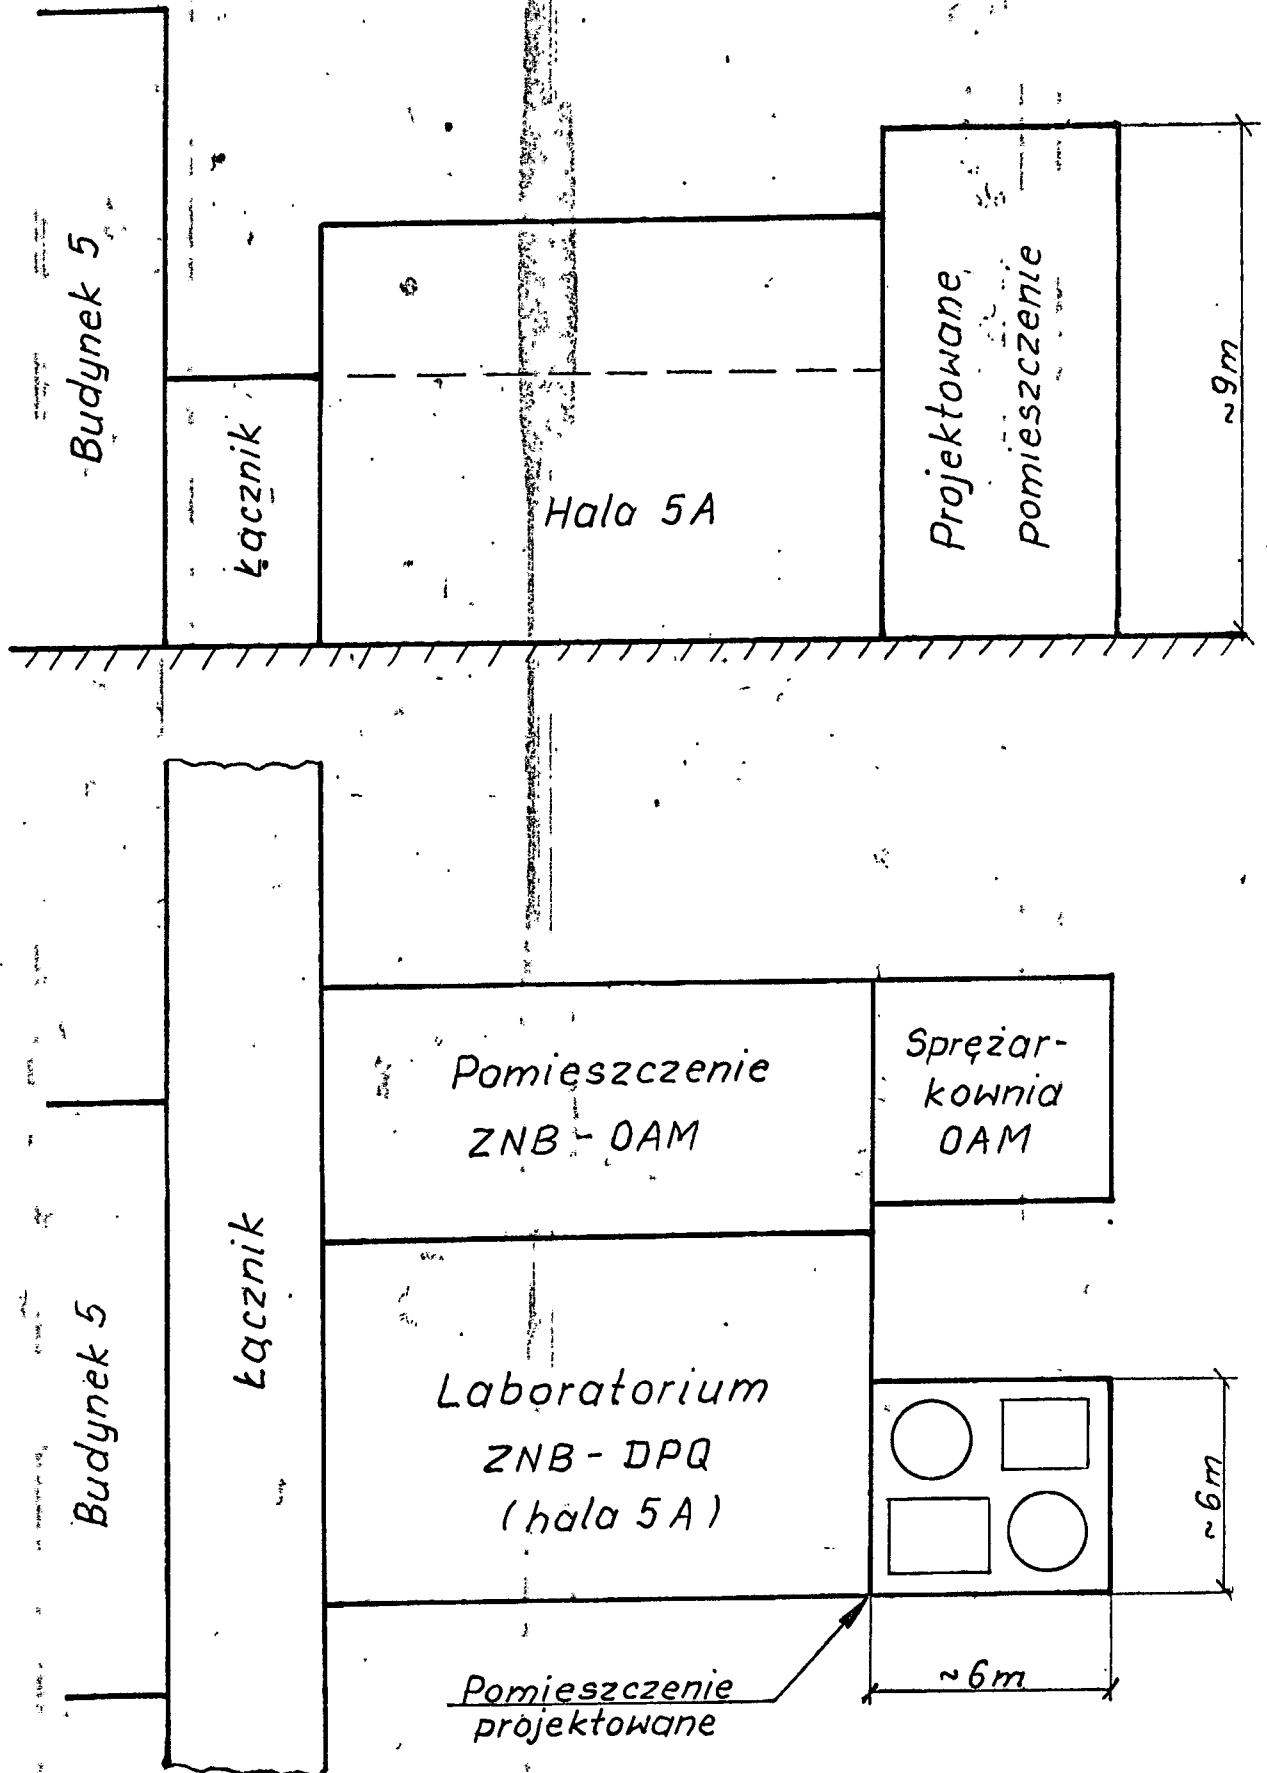 Budynek 5
Łącznik
Hala 5A
Projektowane
pomieszczenie
~9m
Pomieszczenie
ZNB - OAM
Sprężar-
kownia
OAM
Budynek 5
Łącznik
Laboratorium
ZNB - DPQ
(hala 5A)
~6m
~6m
Pomieszczenie
projektowane